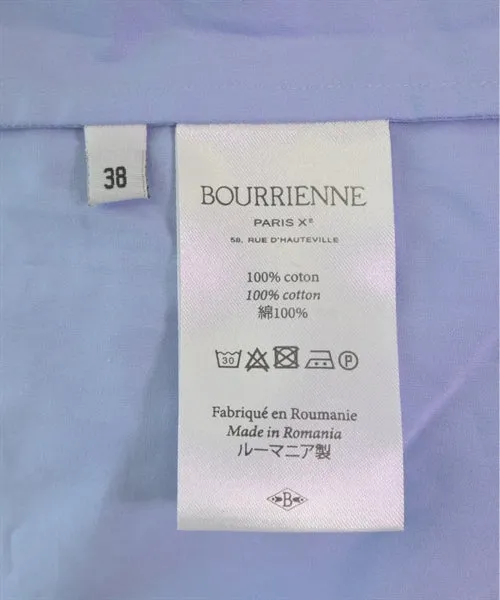 38
BOURRIENNE
PARIS Xᵉ
58, RUE D'HAUTEVILLE
100% coton
100% cotton
綿100%
30 P
Fabriqué en Roumanie
Made in Romania
ルーマニア製
B